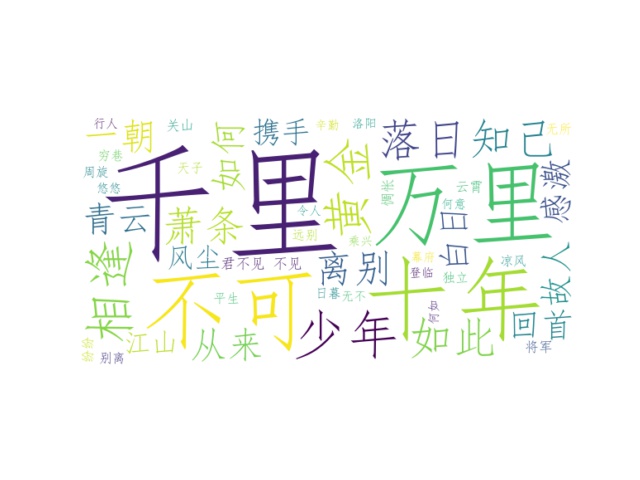 行人
关山
一朝
如何
携手
辛勤
洛阳
落日
知己
无所
穷巷
周旋
悠悠
天子
千里
黄金
惆怅
万里
云霄
何意
感激
青云
萧条
令人
远别
乘兴
白日
相逢
风尘
君不见
不见
离别
幕府
登临
独立
凉风
故人
不可
十年
平生
日暮
无不
何如
回首
江山
从来
少年
如此
将军
别离